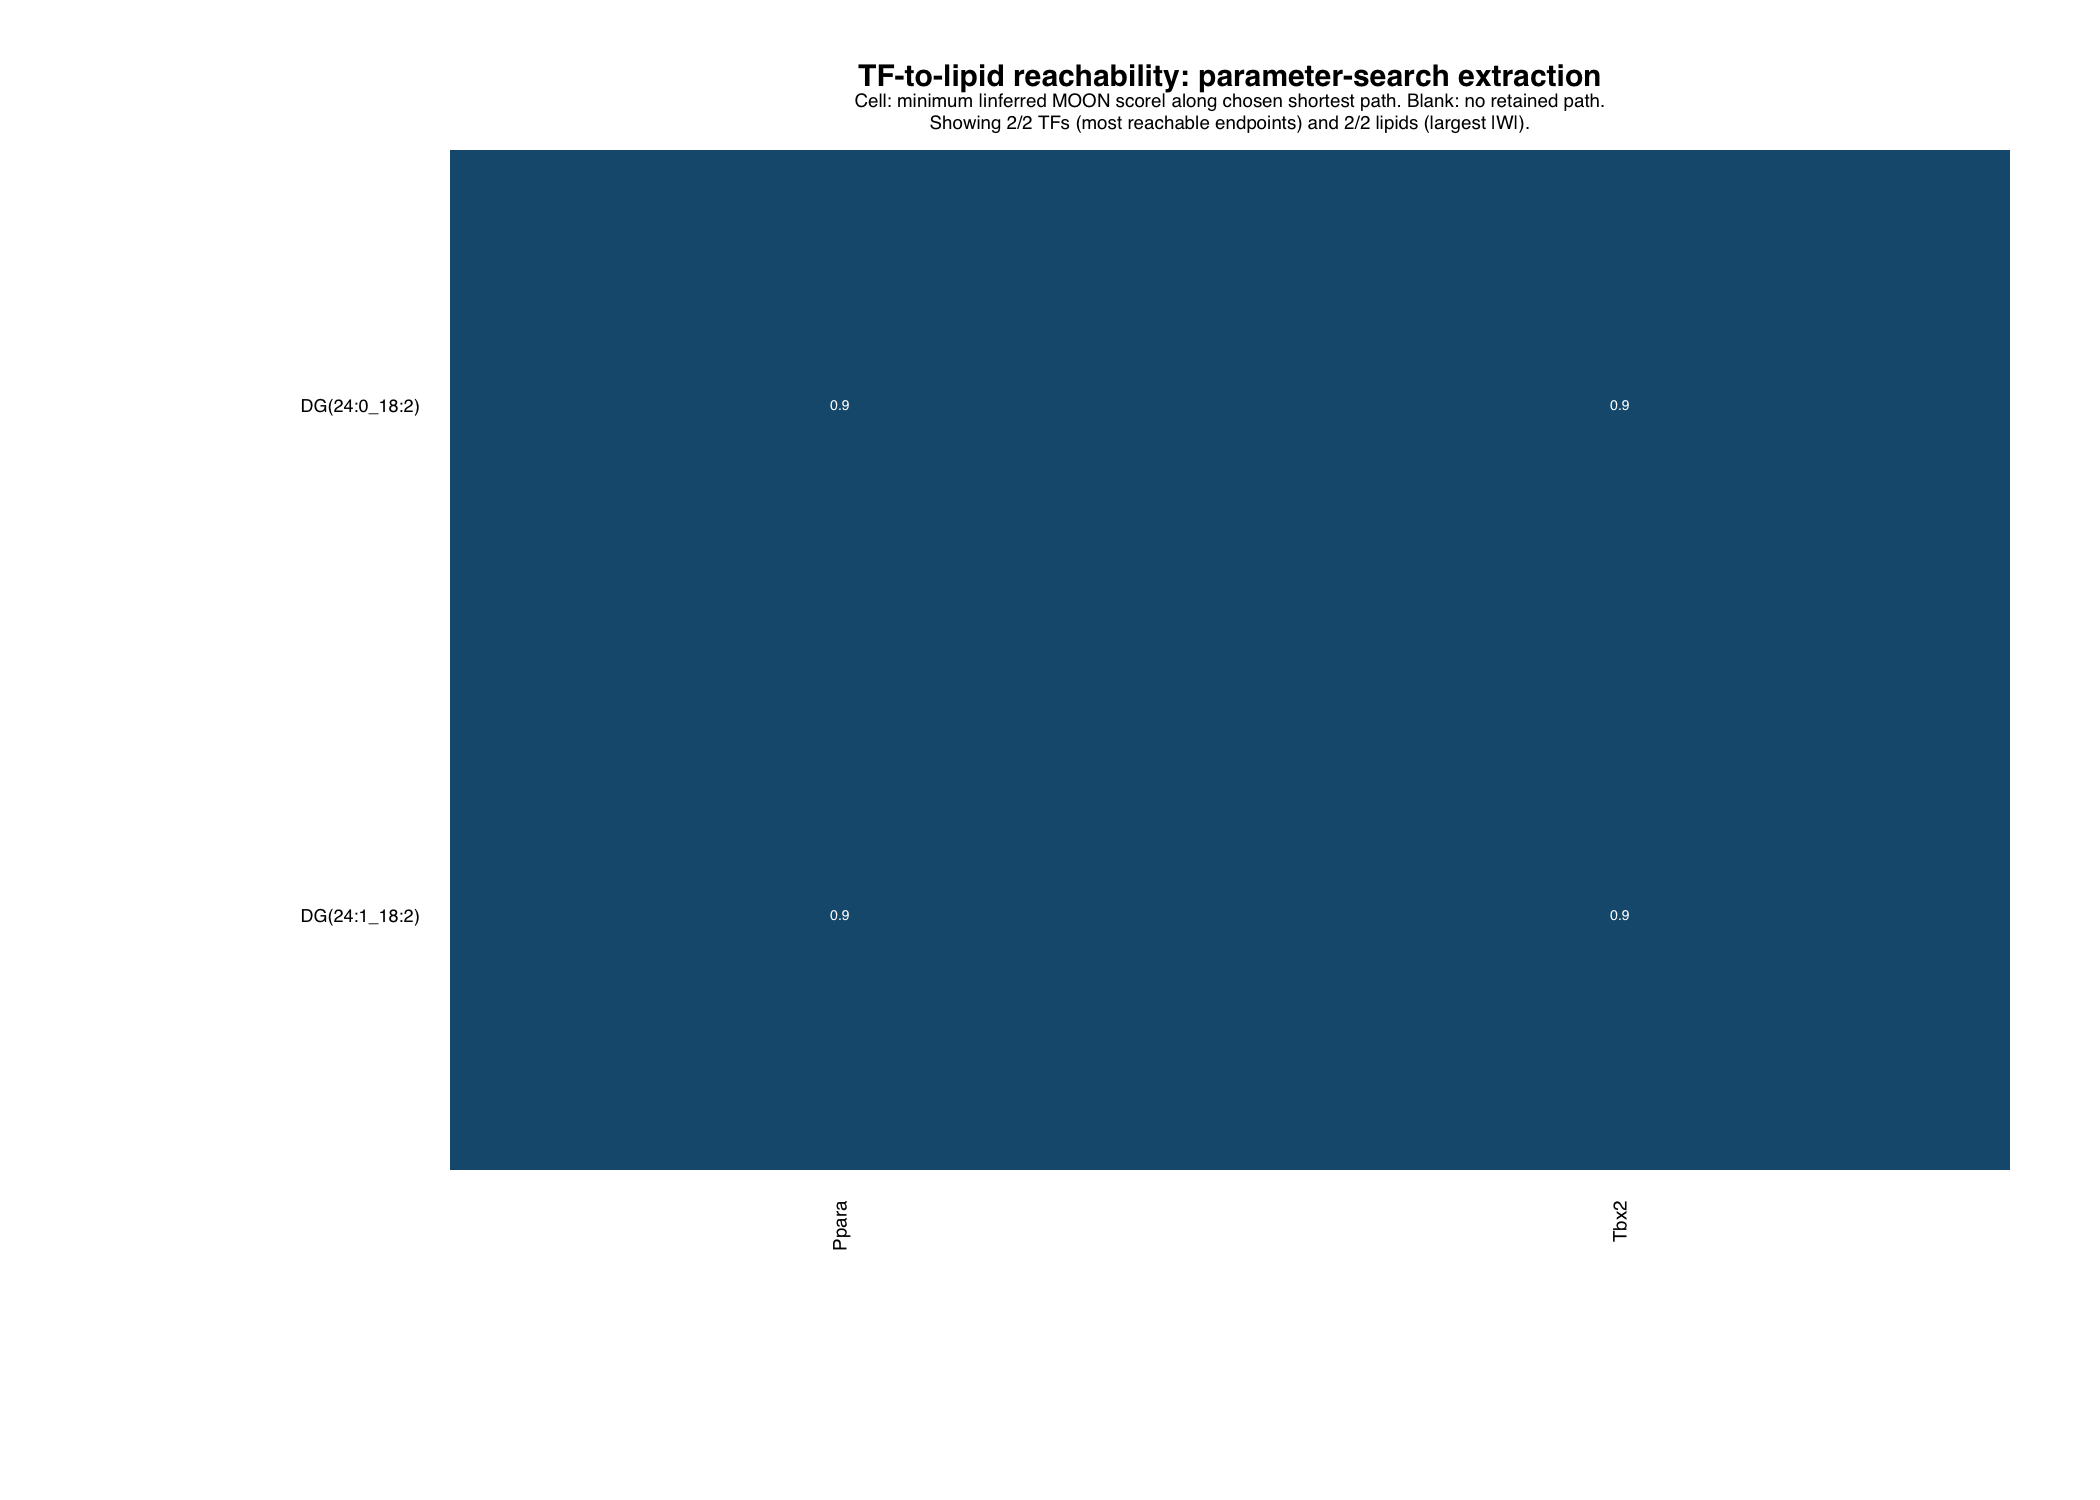 TF-to-lipid reachability: parameter-search extraction
Cell: minimum |inferred MOON score| along chosen shortest path. Blank: no retained path.
Showing 2/2 TFs (most reachable endpoints) and 2/2 lipids (largest |W|).
DG(24:0_18:2)
0.9
0.9
DG(24:1_18:2)
0.9
0.9
Ppara
Tbx2